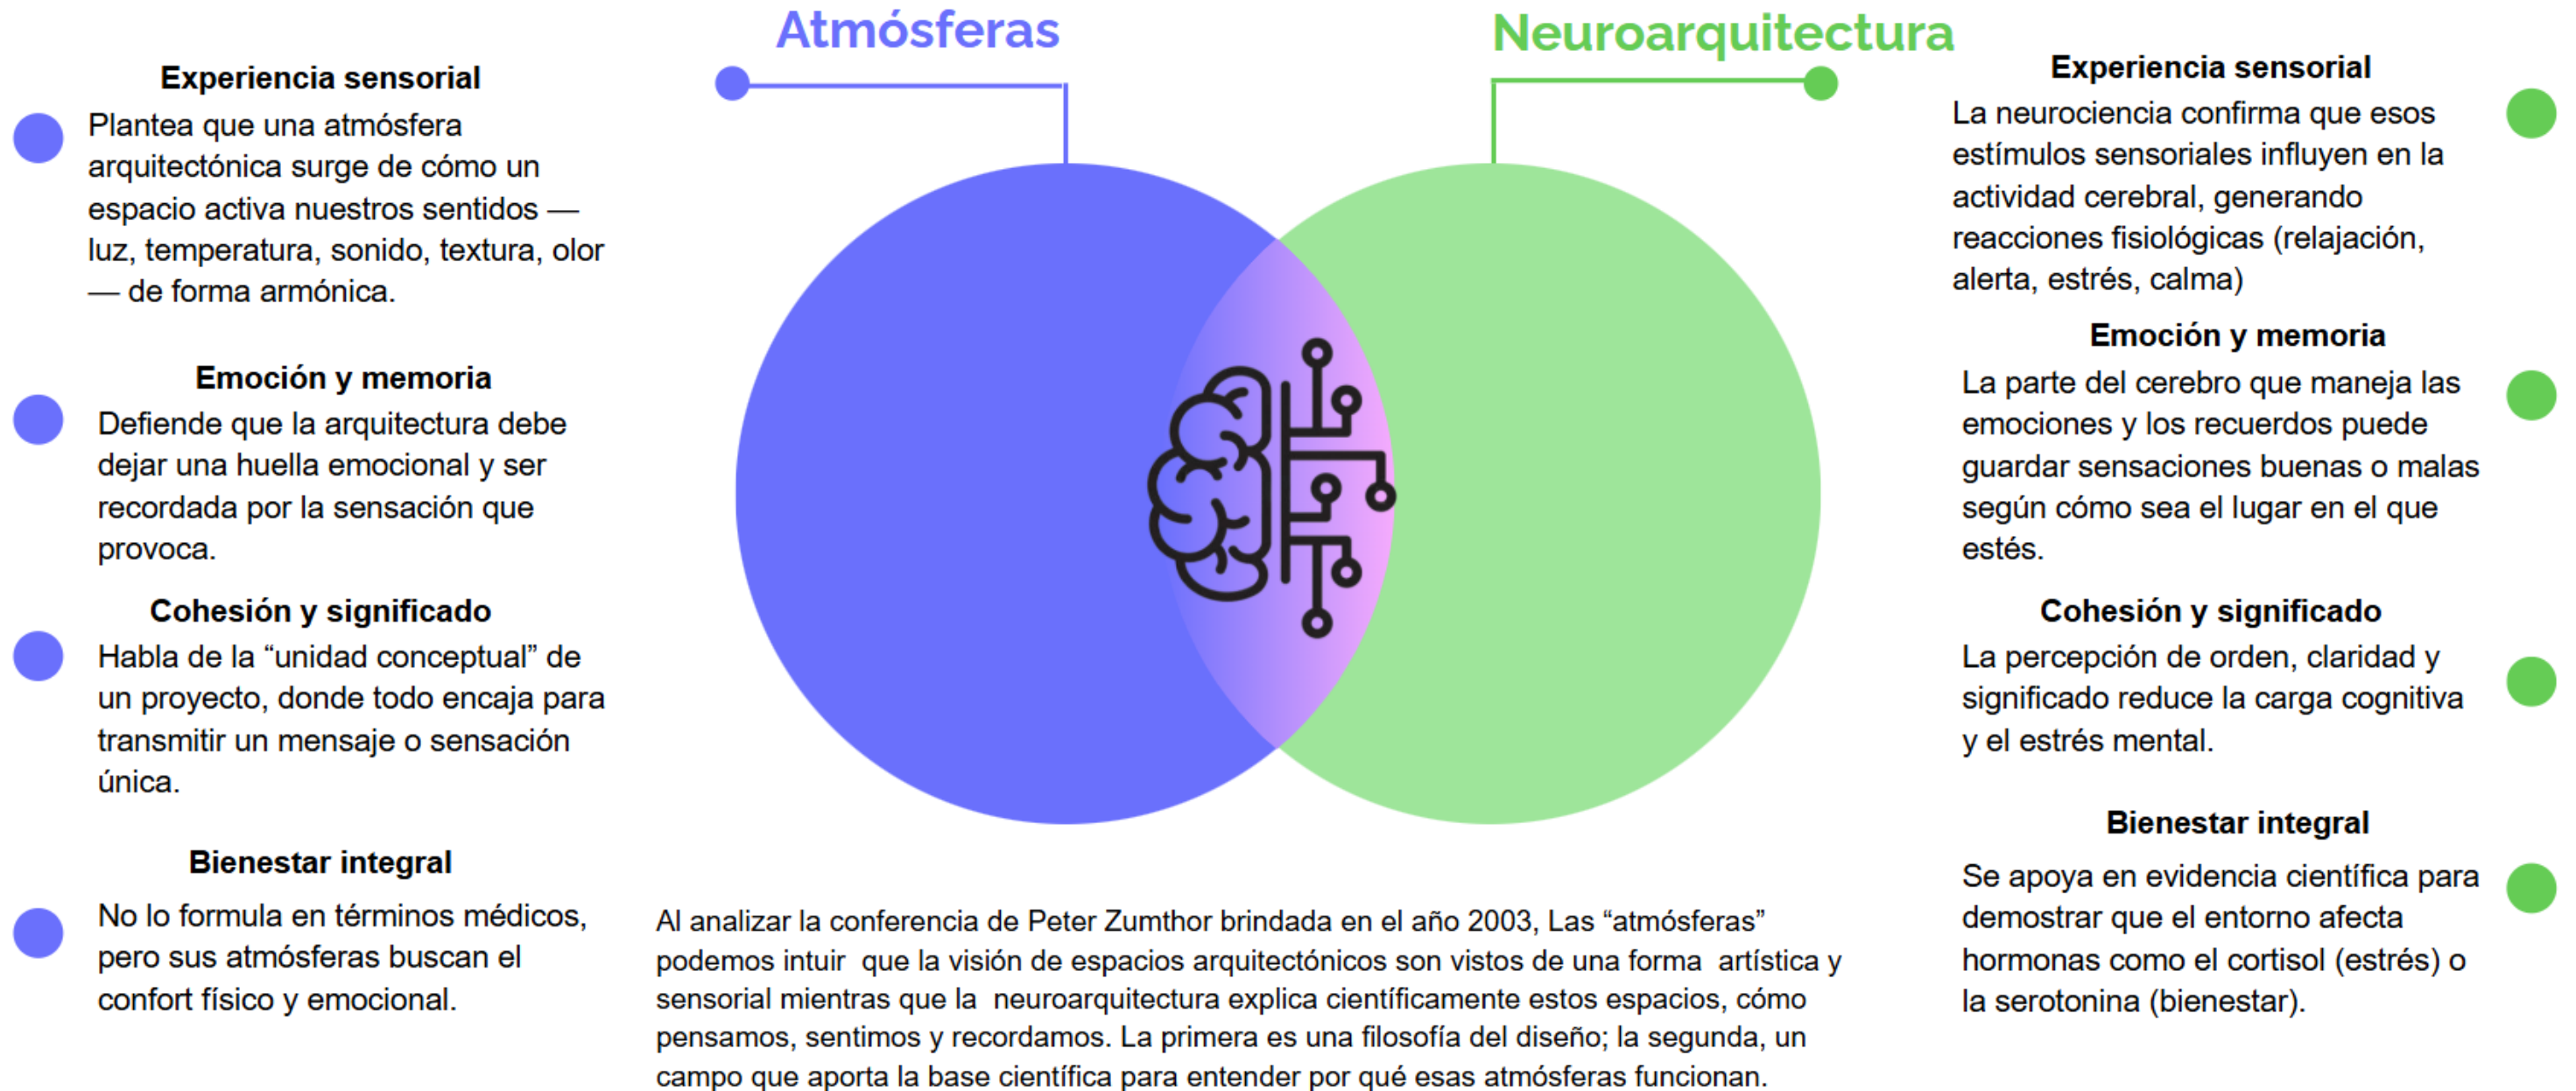 Atmósferas
Experiencia sensorial
Plantea que una atmósfera
arquitectónica surge de cómo un
espacio activa nuestros sentidos —
luz, temperatura, sonido, textura, olor
— de forma armónica.
Emoción y memoria
Defiende que la arquitectura debe
dejar una huella emocional y ser
recordada por la sensación que
provoca.
Cohesión y significado
Habla de la “unidad conceptual” de
un proyecto, donde todo encaja para
transmitir un mensaje o sensación
única.
Bienestar integral
No lo formula en términos médicos,
pero sus atmósferas buscan el
confort físico y emocional.
Neuroarquitectura
Experiencia sensorial
La neurociencia confirma que esos
estímulos sensoriales influyen en la
actividad cerebral, generando
reacciones fisiológicas (relajación,
alerta, estrés, calma)
Emoción y memoria
La parte del cerebro que maneja las
emociones y los recuerdos puede
guardar sensaciones buenas o malas
según cómo sea el lugar en el que
estés.
Cohesión y significado
La percepción de orden, claridad y
significado reduce la carga cognitiva
y el estrés mental.
Bienestar integral
Se apoya en evidencia científica para
demostrar que el entorno afecta
hormonas como el cortisol (estrés) o
la serotonina (bienestar).
Al analizar la conferencia de Peter Zumthor brindada en el año 2003, Las “atmósferas”
podemos intuir que la visión de espacios arquitectónicos son vistos de una forma artística y
sensorial mientras que la neuroarquitectura explica científicamente estos espacios, cómo
pensamos, sentimos y recordamos. La primera es una filosofía del diseño; la segunda, un
campo que aporta la base científica para entender por qué esas atmósferas funcionan.